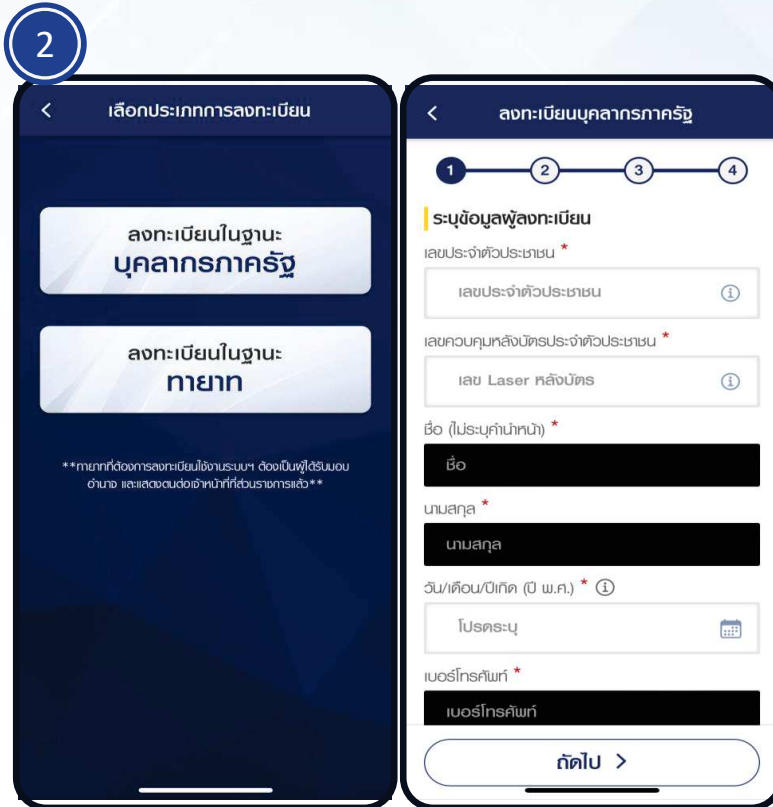 2
เลือกประเภทการลงทะเบียน
ลงทะเบียนในฐานะ
บุคลากรภาครัฐ
ลงทะเบียนในฐานะ
ทายาท
**ทายาทที่ต้องการลงทะเบียนใช้งานระบบฯ ต้องเป็นผู้ได้รับมอบ
อำนาจ และแสดงตนต่อเจ้าหน้าที่ที่ส่วนราชการแล้ว**
ลงทะเบียนบุคลากรภาครัฐ
1 2 3 4
ระบุข้อมูลผู้ลงทะเบียน
เลขประจำตัวประชาชน *
เลขประจำตัวประชาชน
เลขควบคุมหลังบัตรประจำตัวประชาชน *
เลข Laser หลังบัตร
ชื่อ (ไม่ระบุคำนำหน้า) *
ชื่อ
นามสกุล *
นามสกุล
วัน/เดือน/ปีเกิด (ปี พ.ศ.) *
โปรดระบุ
เบอร์โทรศัพท์ *
เบอร์โทรศัพท์
ถัดไป >